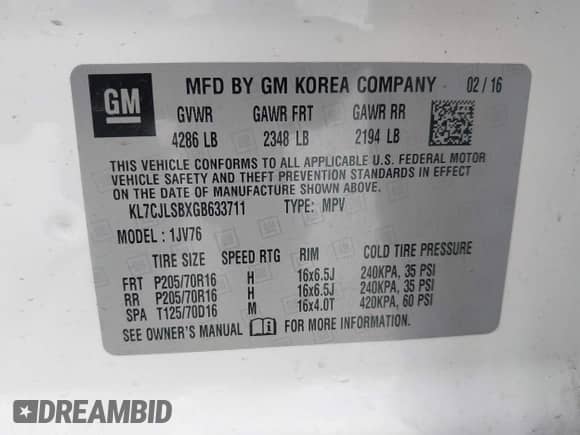 GM
MFD BY GM KOREA COMPANY 02 / 16
GVWR GAWR FRT GAWR RR
4286 LB 2348 LB 2194 LB
THIS VEHICLE CONFORMS TO ALL APPLICABLE U.S. FEDERAL MOTOR
VEHICLE SAFETY AND THEFT PREVENTION STANDARDS IN EFFECT
ON THE DATE OF MANUFACTURE SHOWN ABOVE.
KL7CJLSBXGB633711 TYPE: MPV
MODEL : 1JV76
TIRE SIZE SPEED RTG RIM COLD TIRE PRESSURE
FRT P205/70R16 H 16x6.5J 240KPA, 35 PSI
RR P205/70R16 H 16x6.5J 240KPA, 35 PSI
SPA T125/70D16 M 16x4.0T 420KPA, 60 PSI
SEE OWNER'S MANUAL FOR MORE INFORMATION.
DREAMBID